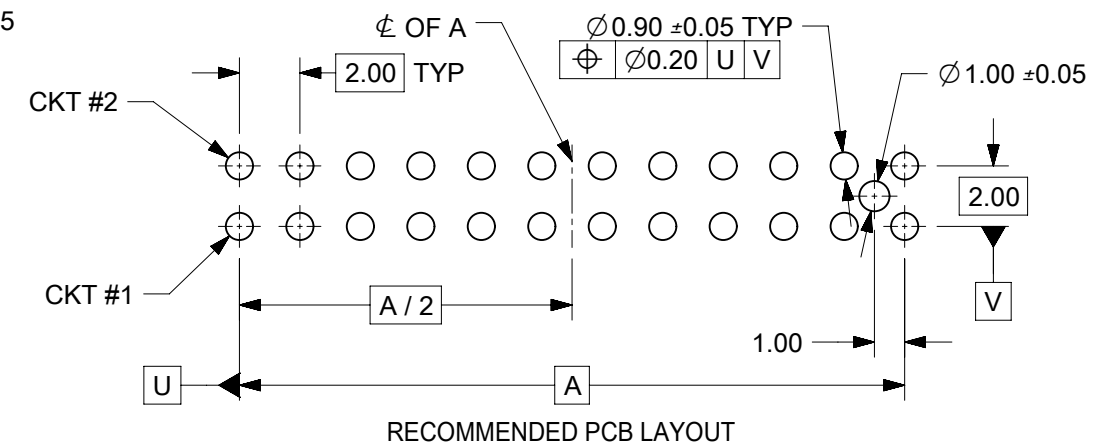 5
℄ OF A
∅0.90 ±0.05 TYP
⌖ ∅0.20 U V
2.00 TYP
∅1.00 ±0.05
CKT #2
2.00
CKT #1
A / 2
V
1.00
U
A
RECOMMENDED PCB LAYOUT